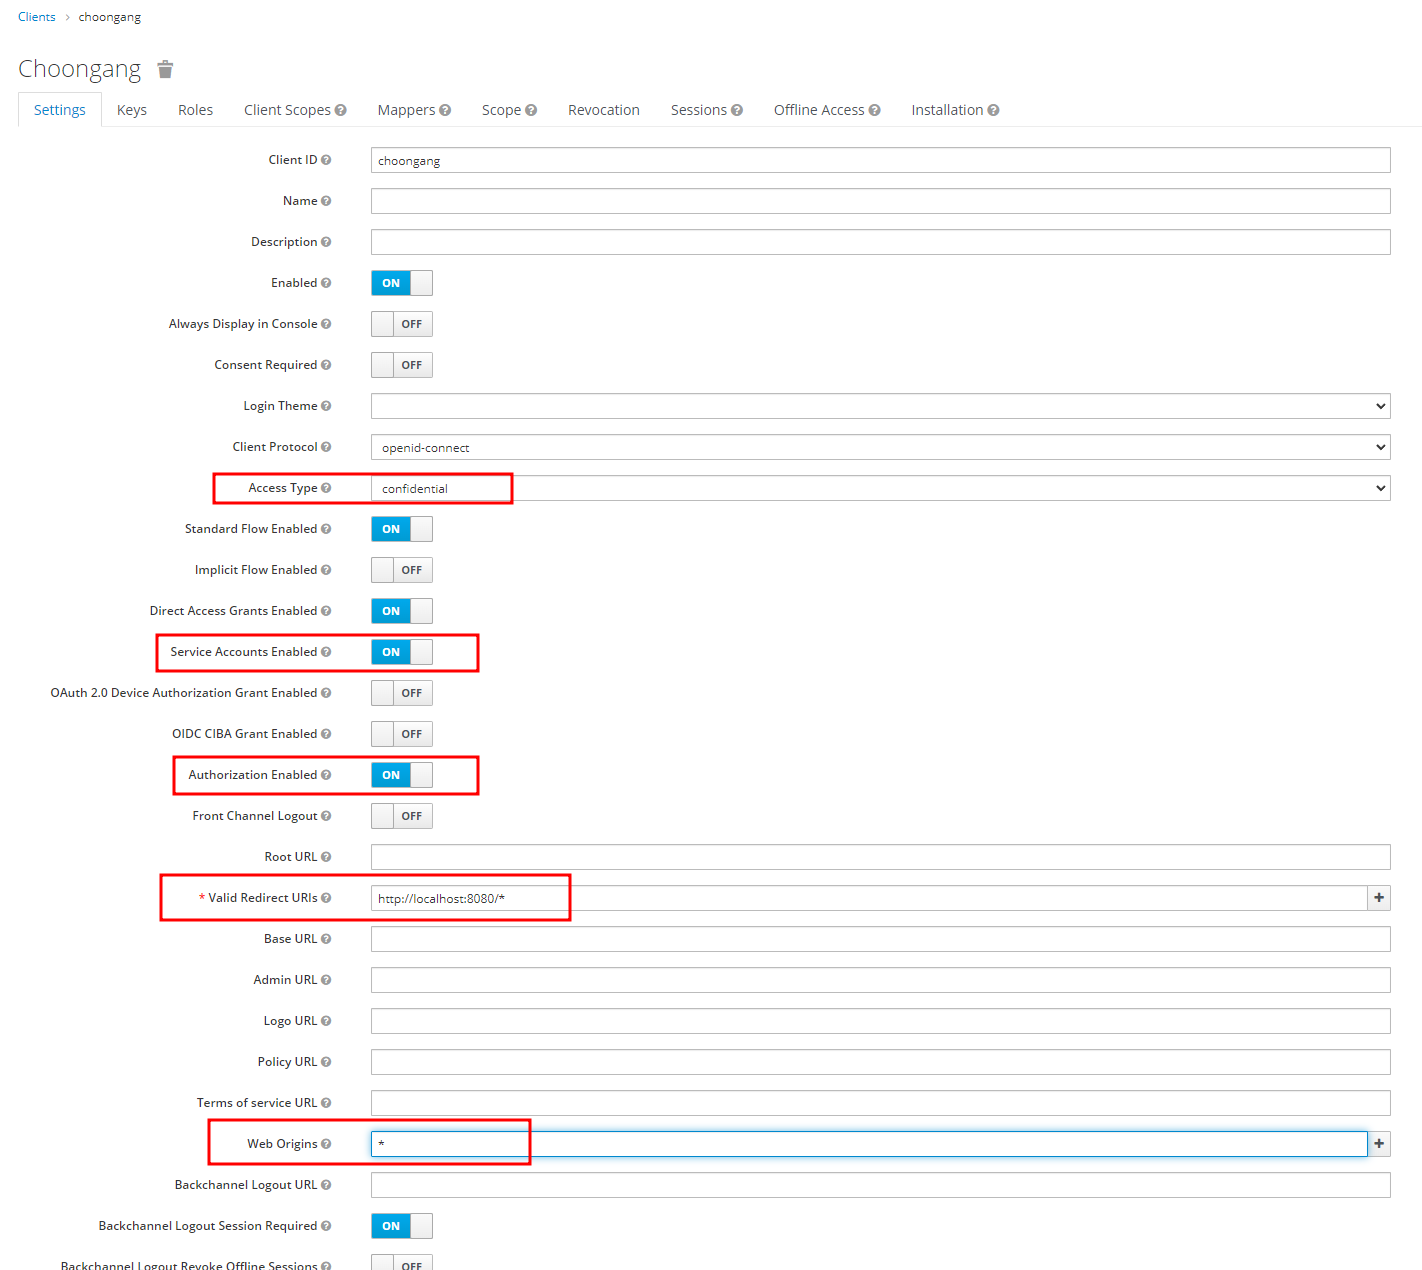 Clients > choongang
Choongang
Settings Keys Roles Client Scopes Mappers Scope Revocation Sessions Offline Access Installation
Client ID choongang
Name
Description
Enabled ON
Always Display in Console OFF
Consent Required OFF
Login Theme
Client Protocol openid-connect
Access Type confidential
Standard Flow Enabled ON
Implicit Flow Enabled OFF
Direct Access Grants Enabled ON
Service Accounts Enabled ON
OAuth 2.0 Device Authorization Grant Enabled OFF
OIDC CIBA Grant Enabled OFF
Authorization Enabled ON
Front Channel Logout OFF
Root URL
* Valid Redirect URIs http://localhost:8080/*
Base URL
Admin URL
Logo URL
Policy URL
Terms of service URL
Web Origins *
Backchannel Logout URL
Backchannel Logout Session Required ON
Backchannel Logout Revoke Offline Sessions OFF